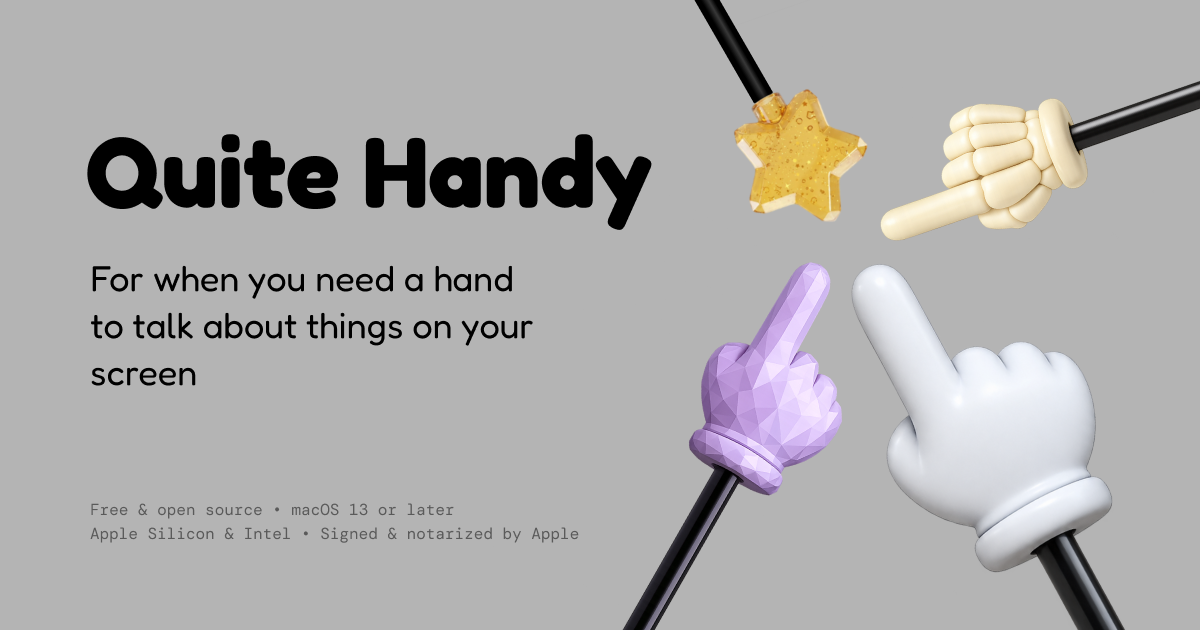 Quite Handy
For when you need a hand
to talk about things on your
screen
Free & open source • macOS 13 or later
Apple Silicon & Intel • Signed & notarized by Apple